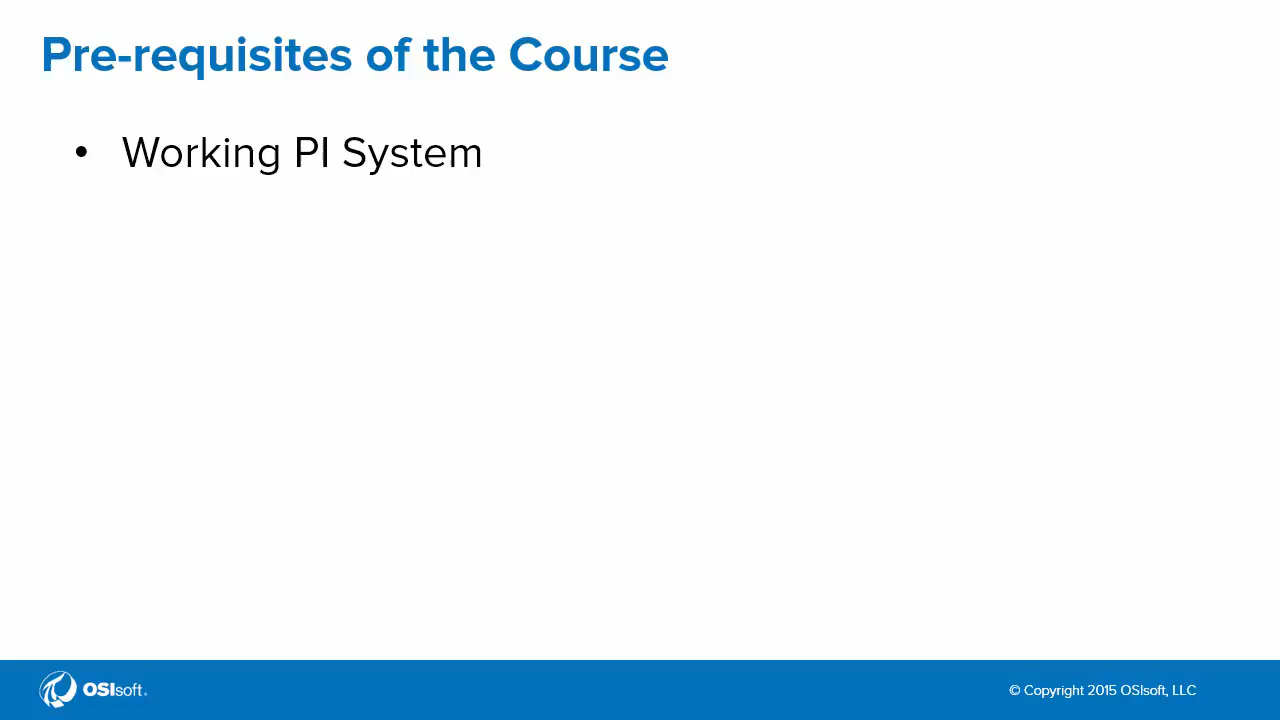 Pre-requisites of the Course
• Working PI System
OSIsoft.
© Copyright 2015 OSIsoft, LLC